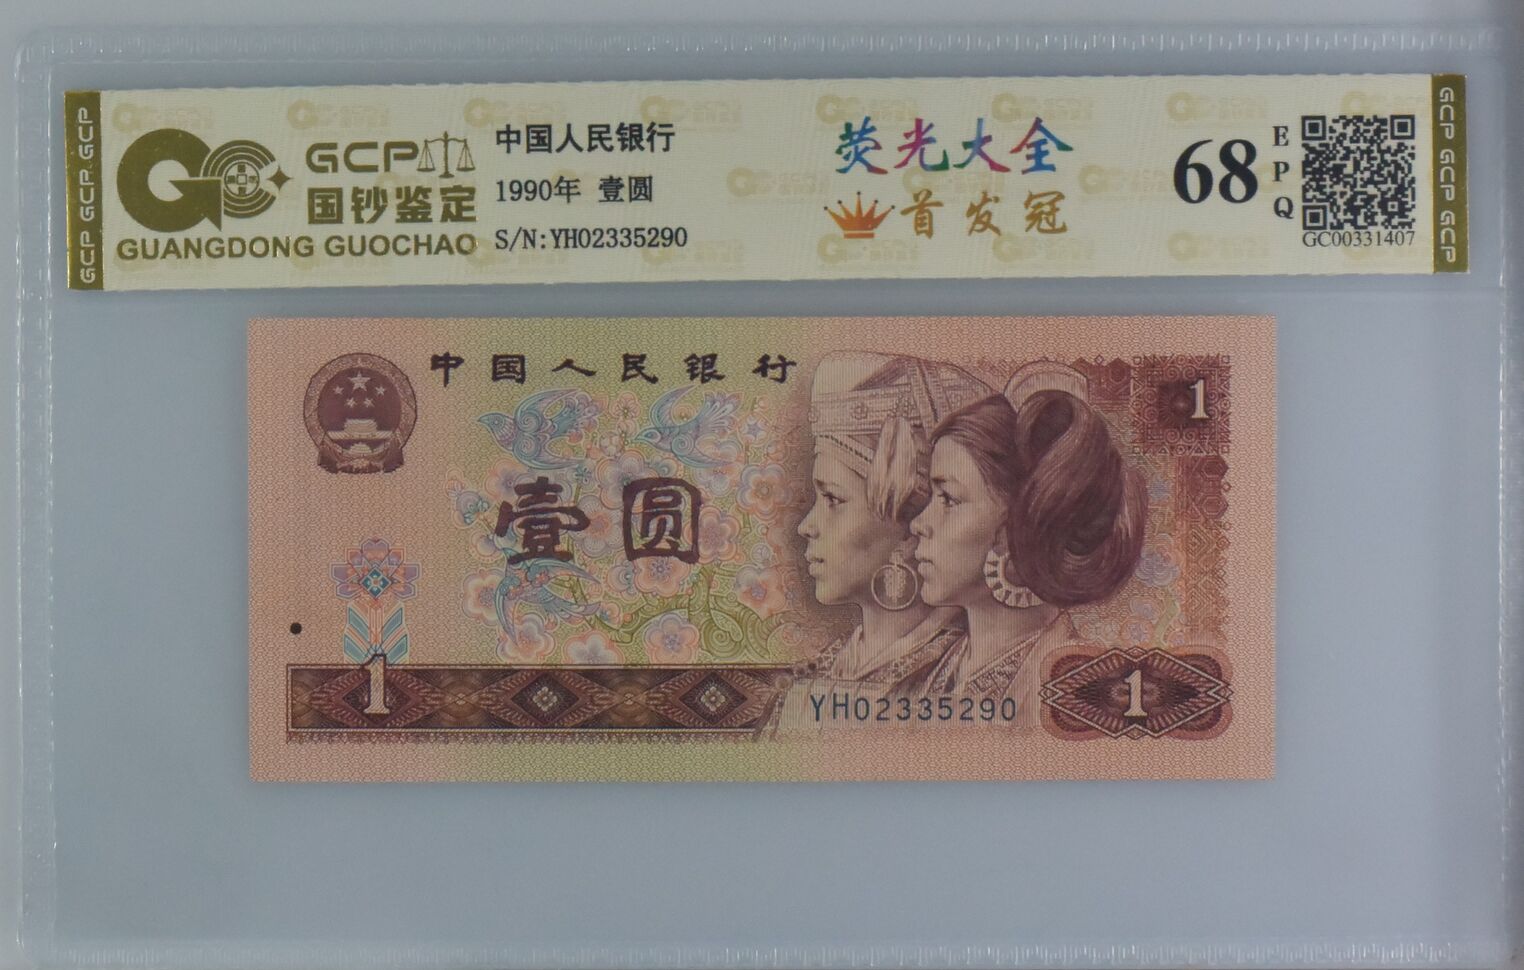 GCP GCP GCP
GCP
国钞鉴定
GUANGDONG GUOCHAO
中国人民银行
1990年 壹圆
S/N:YH02335290
荧光大全
首发冠
68
EPQ
GC00331407
GCP GCP GCP
中国人民银行
1
壹圆
1
YH02335290
1